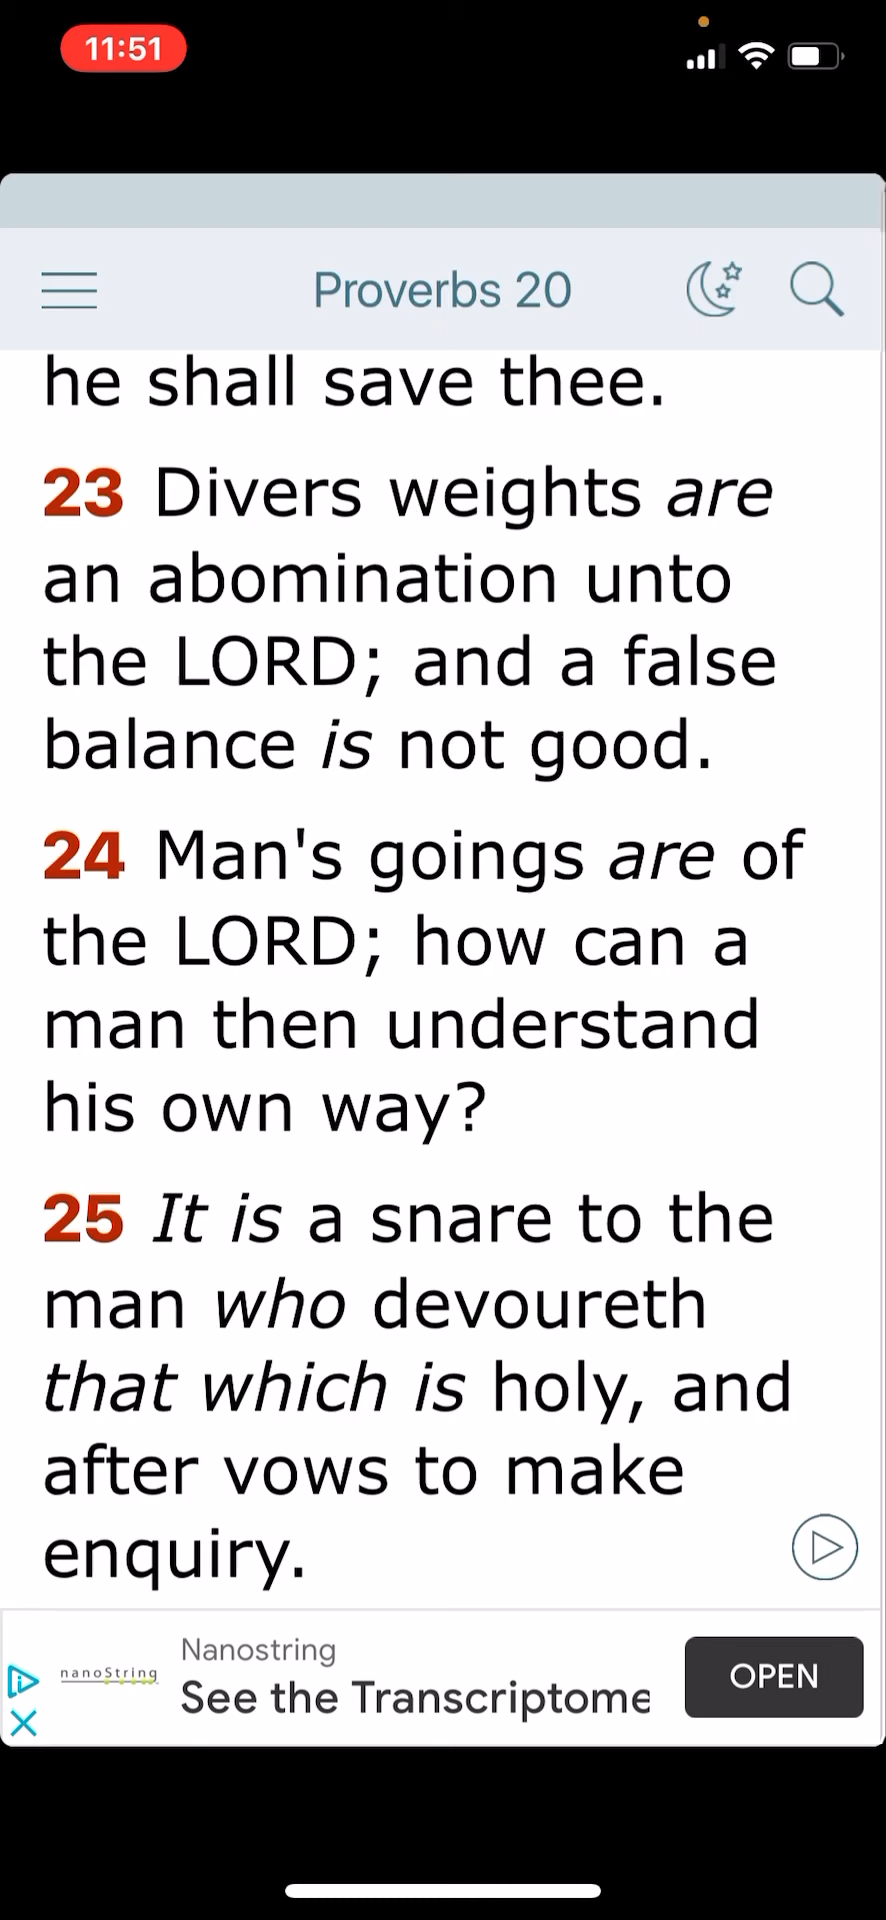 11:51
Proverbs 20
he shall save thee.
23 Divers weights are
an abomination unto
the LORD; and a false
balance is not good.
24 Man's goings are of
the LORD; how can a
man then understand
his own way?
25 It is a snare to the
man who devoureth
that which is holy, and
after vows to make
enquiry.
Nanostring
nanoString
See the Transcriptome
OPEN